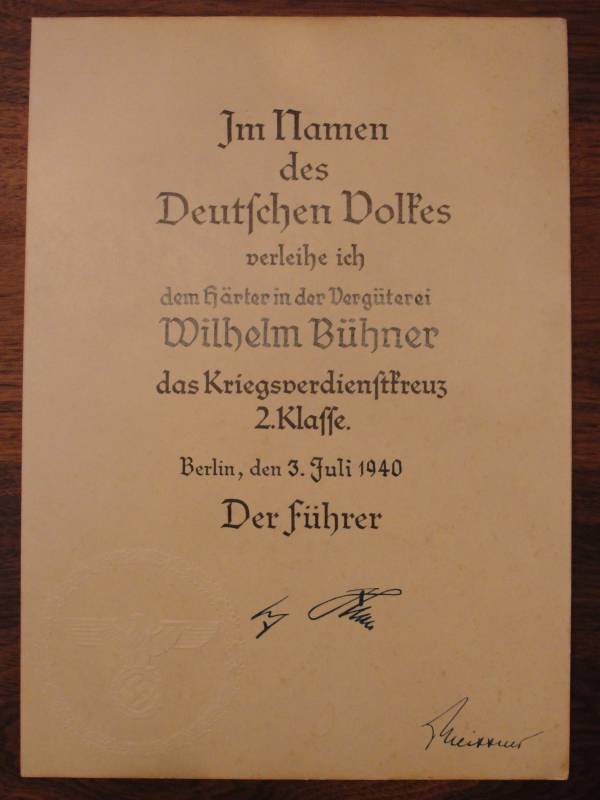 Im Namen
des
Deutschen Volkes
verleihe ich
dem Härter in der Vergüterei
Wilhelm Bühner
das Kriegsverdienstkreuz
2. Klasse.
Berlin, den 3. Juli 1940
Der Führer
Meissner